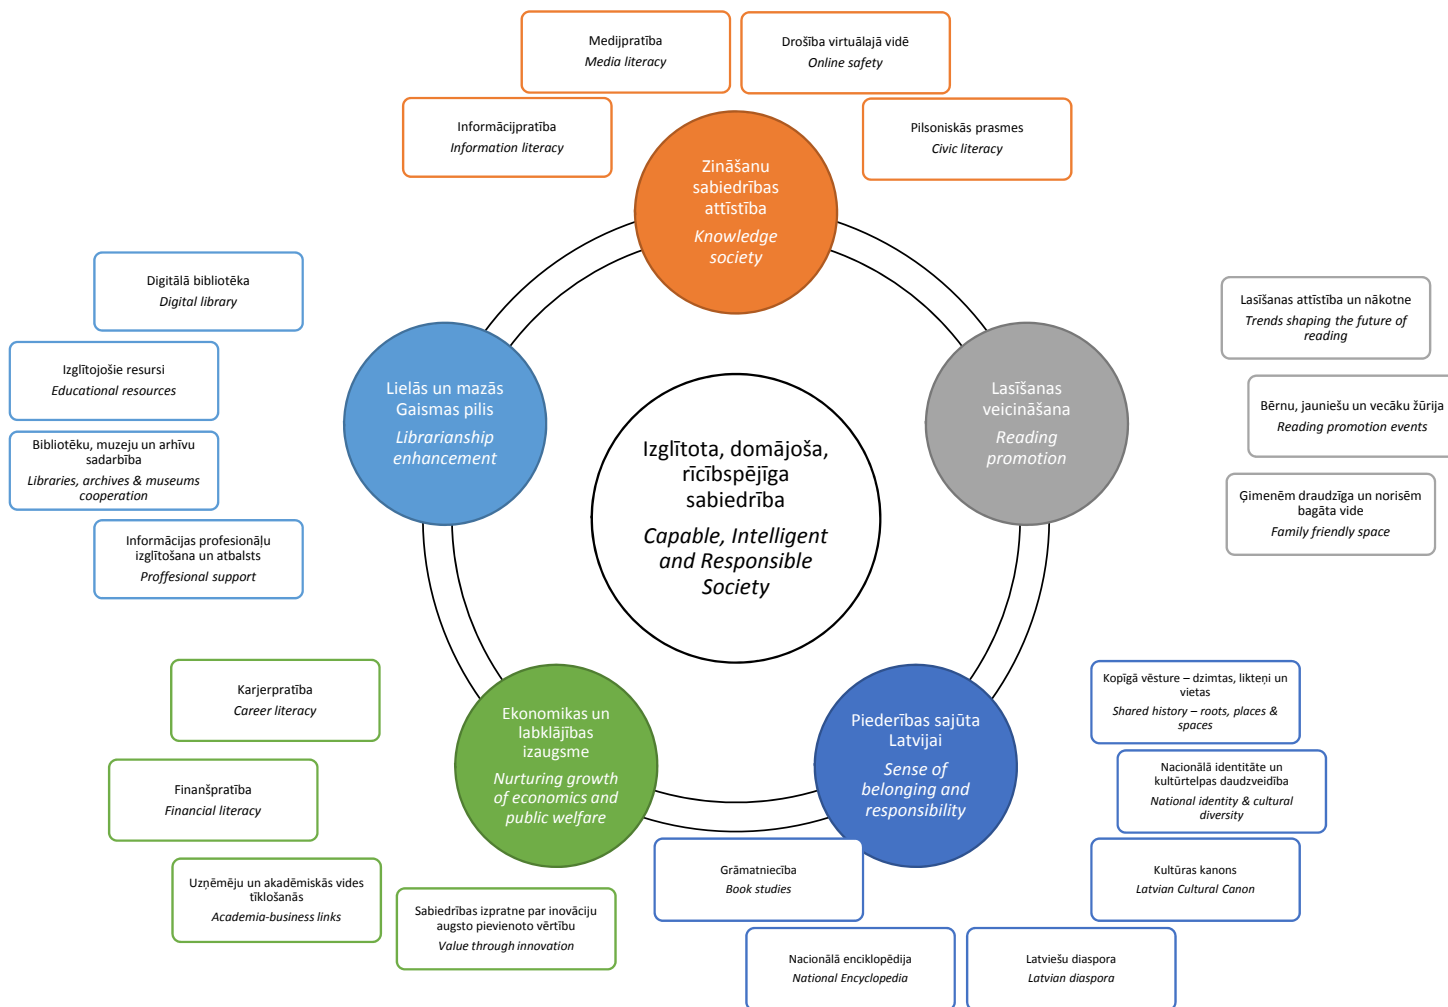 Medijpratība
Media literacy
Drošība virtuālajā vidē
Online safety
Informācijpratība
Information literacy
Pilsoniskās prasmes
Civic literacy
Zināšanu
sabiedrības
attīstība
Knowledge
society
Digitālā bibliotēka
Digital library
Izglītojošie resursi
Educational resources
Bibliotēku, muzeju un arhīvu
sadarbība
Libraries, archives & museums
cooperation
Informācijas profesionāļu
izglītošana un atbalsts
Proffesional support
Lielās un mazās
Gaismas pilis
Librarianship
enhancement
Izglītota, domājoša,
rīcībspējīga
sabiedrība
Capable, Intelligent
and Responsible
Society
Lasīšanas
veicināšana
Reading
promotion
Lasīšanas attīstība un nākotne
Trends shaping the future of
reading
Bērnu, jauniešu un vecāku žūrija
Reading promotion events
Ģimenēm draudzīga un norisēm
bagāta vide
Family friendly space
Karjerpratība
Career literacy
Finanšpratība
Financial literacy
Uzņēmēju un akadēmiskās vides
tīklošanās
Academia-business links
Sabiedrības izpratne par inovāciju
augsto pievienoto vērtību
Value through innovation
Ekonomikas un
labklājības
izaugsme
Nurturing growth
of economics and
public welfare
Piederības sajūta
Latvijai
Sense of
belonging and
responsibility
Kopīgā vēsture – dzimtas, likteņi un
vietas
Shared history – roots, places &
spaces
Nacionālā identitāte un
kultūrtelpas daudzveidība
National identity & cultural
diversity
Kultūras kanons
Latvian Cultural Canon
Grāmatniecība
Book studies
Nacionālā enciklopēdija
National Encyclopedia
Latviešu diaspora
Latvian diaspora